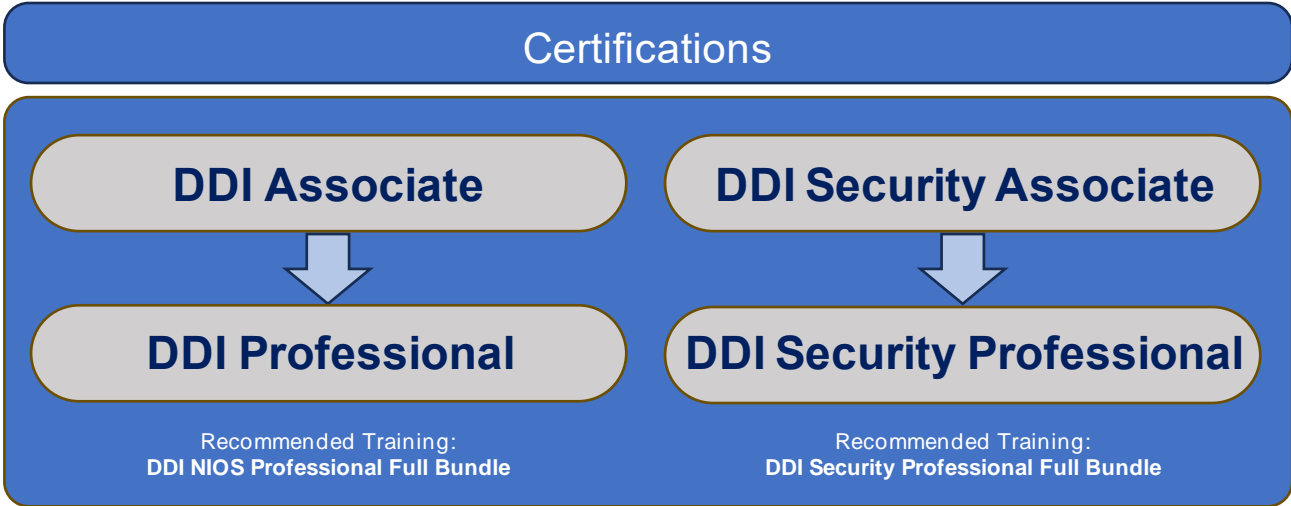 Certifications
DDI Associate
DDI Security Associate
DDI Professional
DDI Security Professional
Recommended Training:
DDI NIOS Professional Full Bundle
Recommended Training:
DDI Security Professional Full Bundle